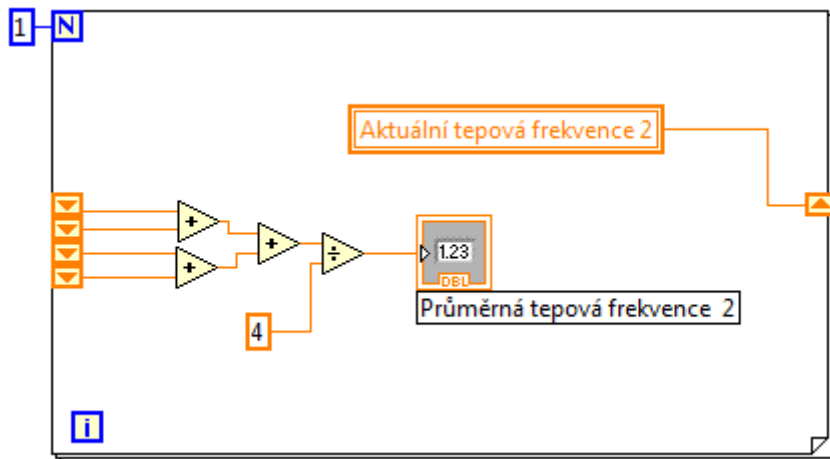 1 N
Aktuální tepová frekvence 2
+
+
+
÷
1.23
DBL
Průměrná tepová frekvence 2
4
i